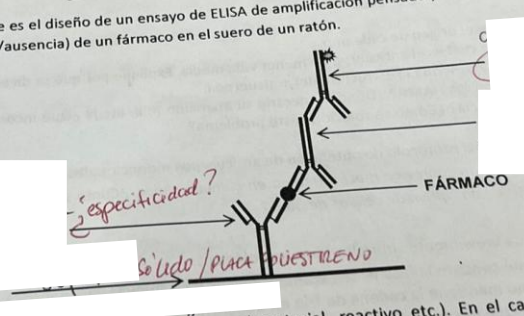 e es el diseño de un ensayo de ELISA de amplificación
/ausencia) de un fármaco en el suero de un ratón.
C
FÁRMACO
-¿especificidad?
SÓLIDO / PLACA POLIESTIRENO
reactivo etc.). En el ca